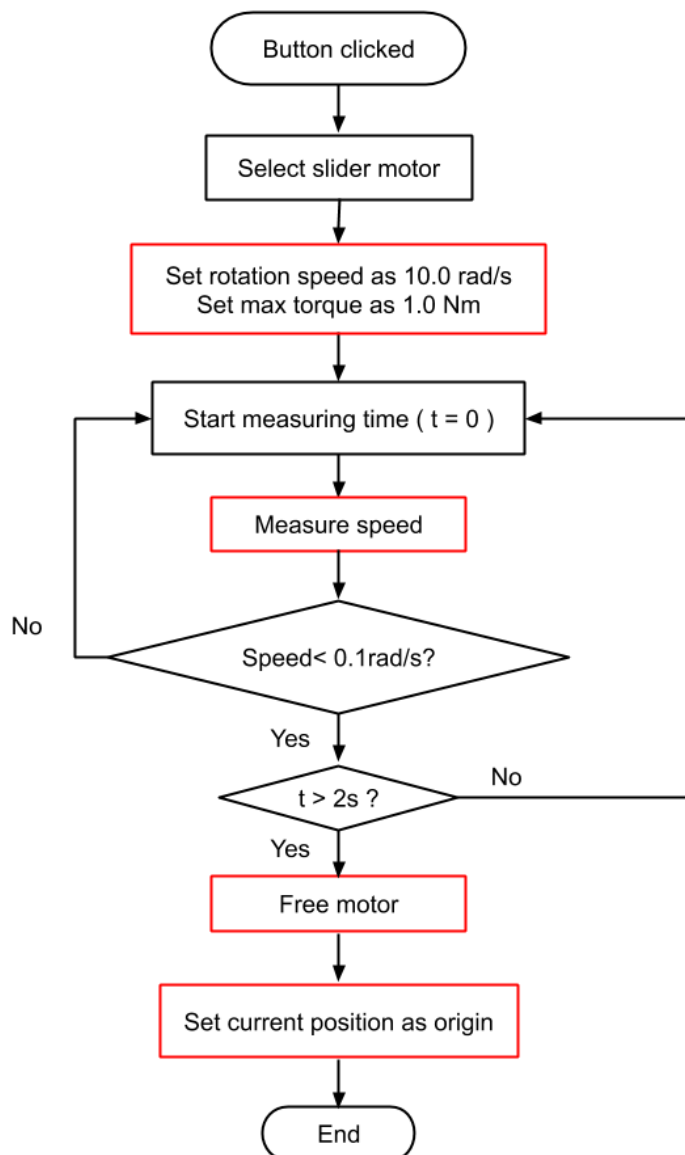 Button clicked
Select slider motor
Set rotation speed as 10.0 rad/s
Set max torque as 1.0 Nm
Start measuring time ( t = 0 )
Measure speed
No
Speed< 0.1rad/s?
Yes
t > 2s ?
No
Yes
Free motor
Set current position as origin
End